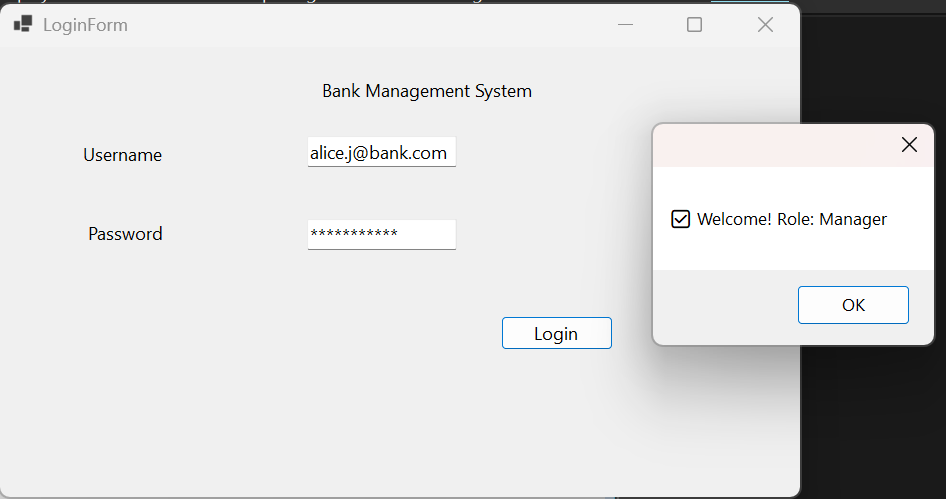 LoginForm
Bank Management System
Username
alice.j@bank.com
Password
***********
Login
☑ Welcome! Role: Manager
OK